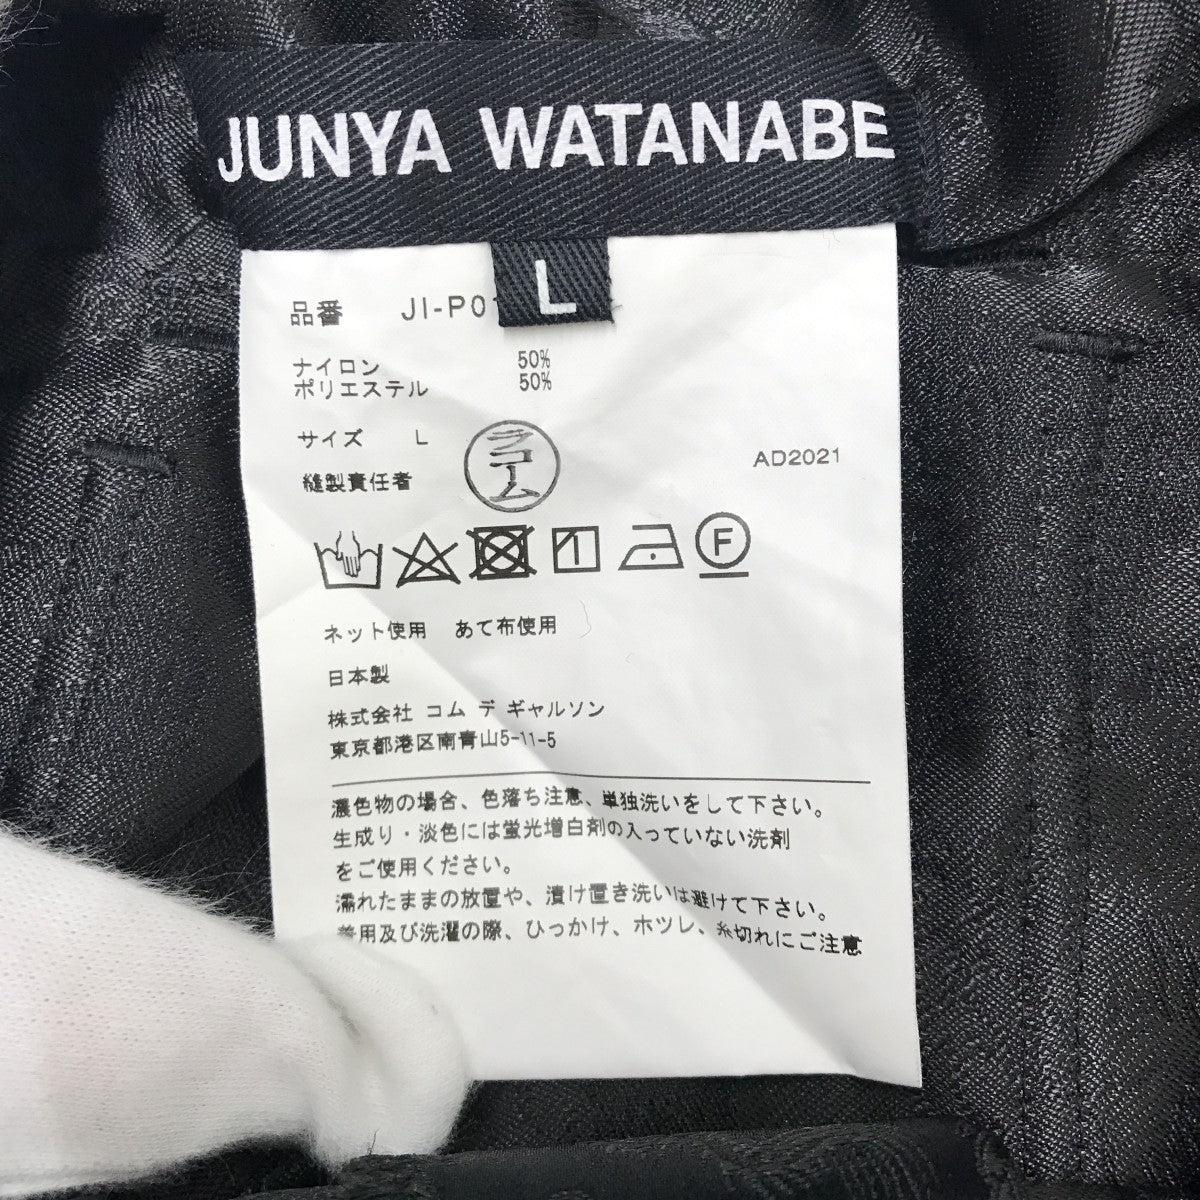 JUNYA WATANABE
L
品番 JI-P0
ナイロン 50%
ポリエステル 50%
サイズ L
縫製責任者 ラコーム
AD2021
1
F
ネット使用 あて布使用
日本製
株式会社 コム デ ギャルソン
東京都港区南青山5-11-5
濃色物の場合、色落ち注意、単独洗いをして下さい。
生成り・淡色には蛍光増白剤の入っていない洗剤
をご使用ください。
濡れたままの放置や、漬け置き洗いは避けて下さい。
着用及び洗濯の際、ひっかけ、ホツレ、糸切れにご注意